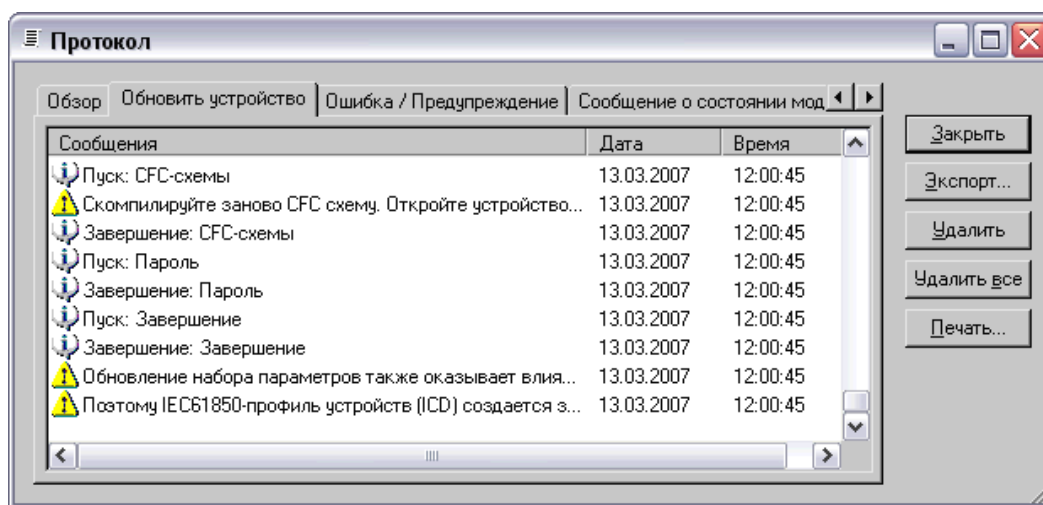 Протокол
Обзор Обновить устройство Ошибка / Предупреждение Сообщение о состоянии мод
Сообщения Дата Время
Пуск: CFC-схемы 13.03.2007 12:00:45
Скомпилируйте заново CFC схему. Откройте устройство... 13.03.2007 12:00:45
Завершение: CFC-схемы 13.03.2007 12:00:45
Пуск: Пароль 13.03.2007 12:00:45
Завершение: Пароль 13.03.2007 12:00:45
Пуск: Завершение 13.03.2007 12:00:45
Завершение: Завершение 13.03.2007 12:00:45
Обновление набора параметров также оказывает влия... 13.03.2007 12:00:45
Поэтому IEC61850-профиль устройств (ICD) создается з... 13.03.2007 12:00:45
Закрыть
Экспорт...
Удалить
Удалить все
Печать...